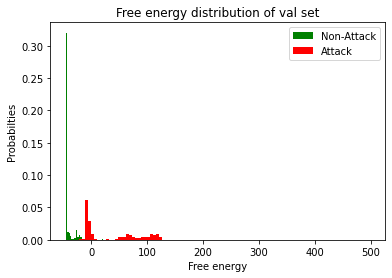 Free energy distribution of val set
Non-Attack
Attack
Probabilties
0.30
0.25
0.20
0.15
0.10
0.05
0.00
0 100 200 300 400 500
Free energy